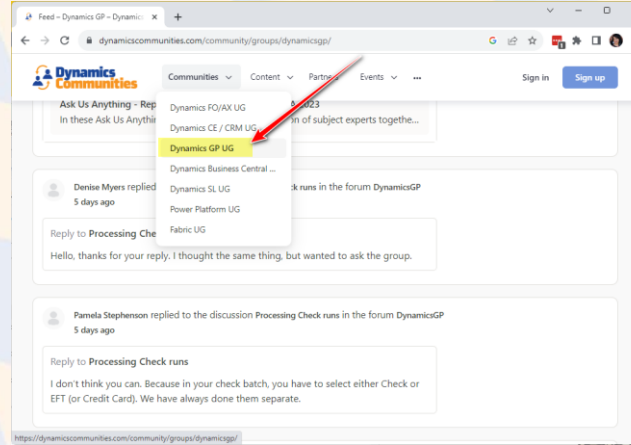 Feed – Dynamics GP – Dynamic
dynamicscommunities.com/community/groups/dynamicsgp/
Dynamics
Communities
Communities Content Partners Events ...
Sign in
Sign up
Ask Us Anything - Rep 2023
In these Ask Us Anythin n of subject experts togethe...
Dynamics FO/AX UG
Dynamics CE / CRM UG
Dynamics GP UG
Dynamics Business Central ...
Dynamics SL UG
Power Platform UG
Fabric UG
Denise Myers replied ck runs in the forum DynamicsGP
5 days ago
Reply to Processing Che
Hello, thanks for your reply. I thought the same thing, but wanted to ask the group.
Pamela Stephenson replied to the discussion Processing Check runs in the forum DynamicsGP
5 days ago
Reply to Processing Check runs
I don't think you can. Because in your check batch, you have to select either Check or
EFT (or Credit Card). We have always done them separate.
https://dynamicscommunities.com/community/groups/dynamicsgp/